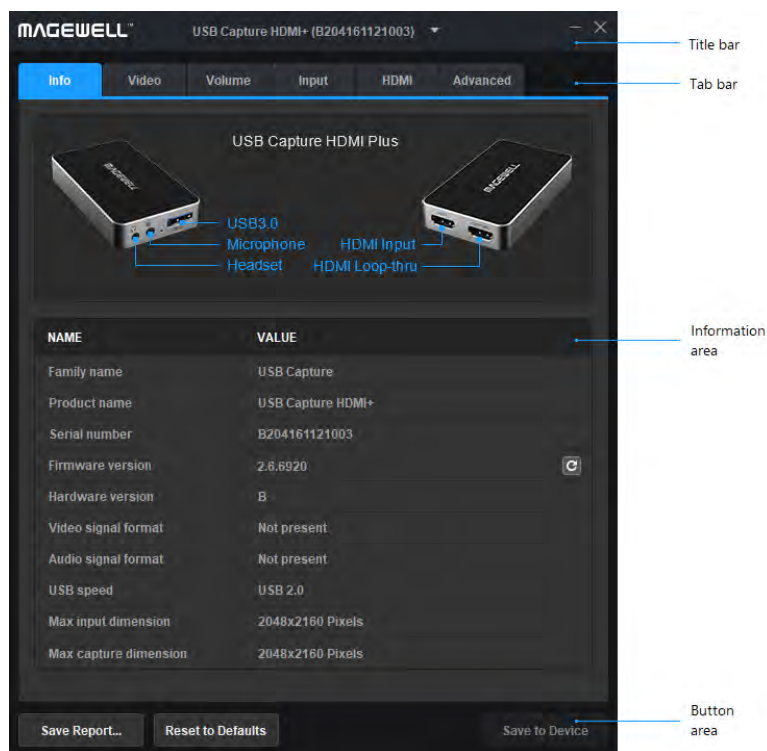 MAGEWELL™ USB Capture HDMI+ (B204161121003)
Title bar
Info Video Volume Input HDMI Advanced
Tab bar
USB Capture HDMI Plus
MAGEWELL
MAGEWELL
USB3.0
Microphone HDMI Input
Headset HDMI Loop-thru
NAME VALUE
Information
area
Family name USB Capture
Product name USB Capture HDMI+
Serial number B204161121003
Firmware version 2.6.6920
Hardware version B
Video signal format Not present
Audio signal format Not present
USB speed USB 2.0
Max input dimension 2048x2160 Pixels
Max capture dimension 2048x2160 Pixels
Button
area
Save Report... Reset to Defaults Save to Device